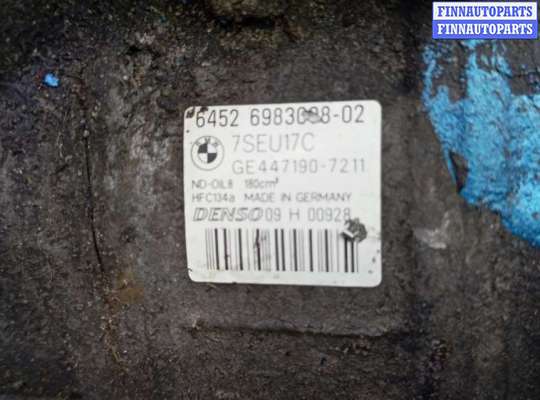 FINNAUTOPARTS
FINNAUTOPARTS
6452 6983098-02
7SEU17C
GE447190-7211
ND-OIL8 180cm³
HFC134a MADE IN GERMANY
DENSO 09 H 00928